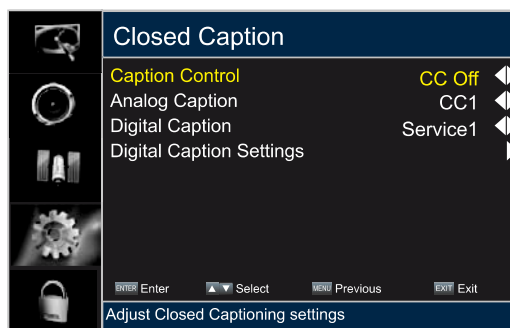 Closed Caption
Caption Control CC Off
Analog Caption CC1
Digital Caption Service1
Digital Caption Settings
ENTER Enter ▲ ▼ Select MENU Previous EXIT Exit
Adjust Closed Captioning settings